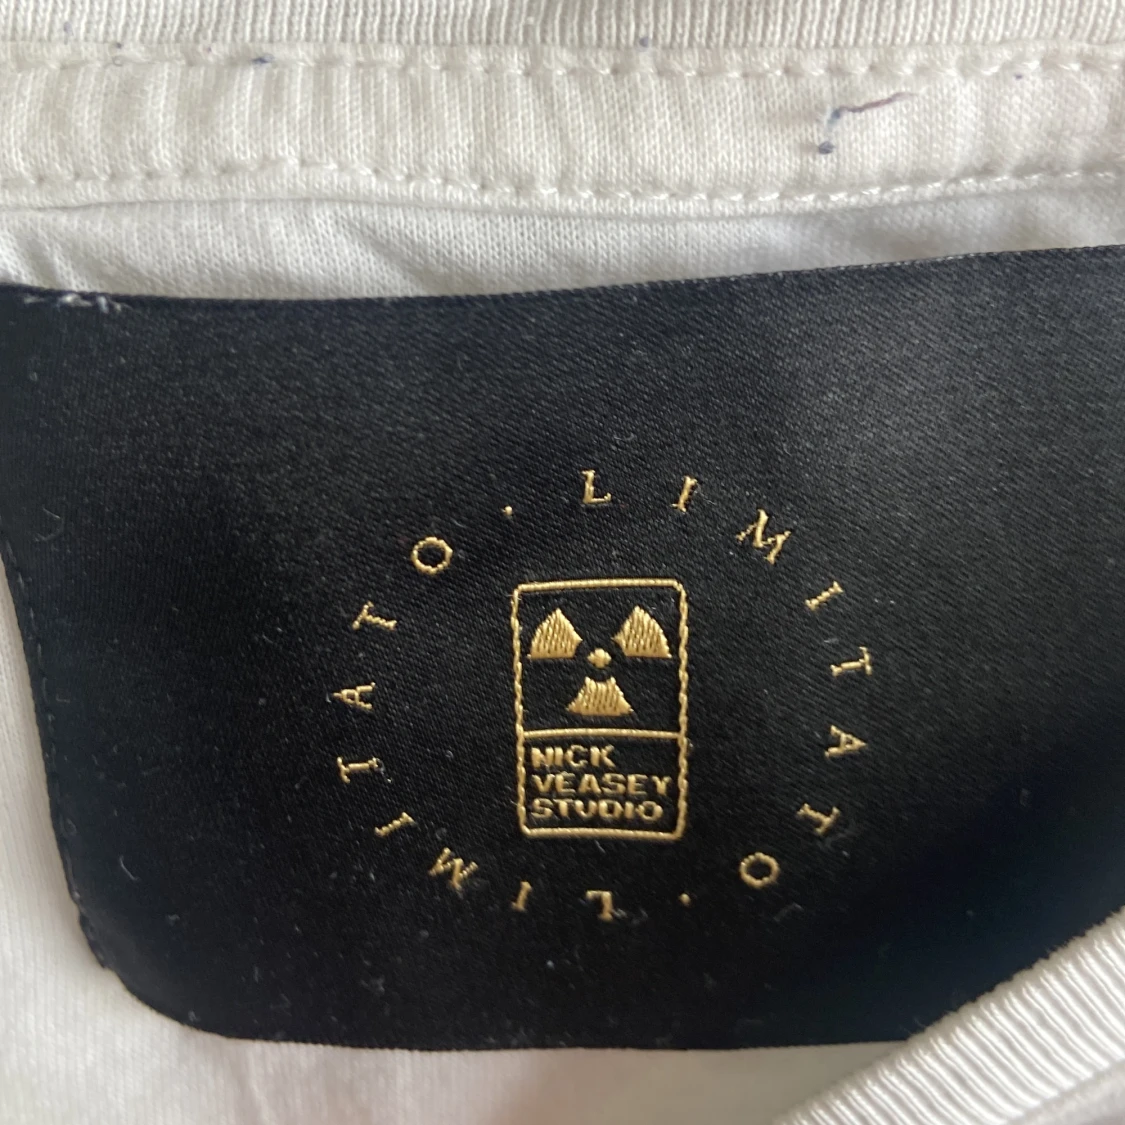 LIMITATO · LIMITATO ·
NICK
VEASEY
STUDIO